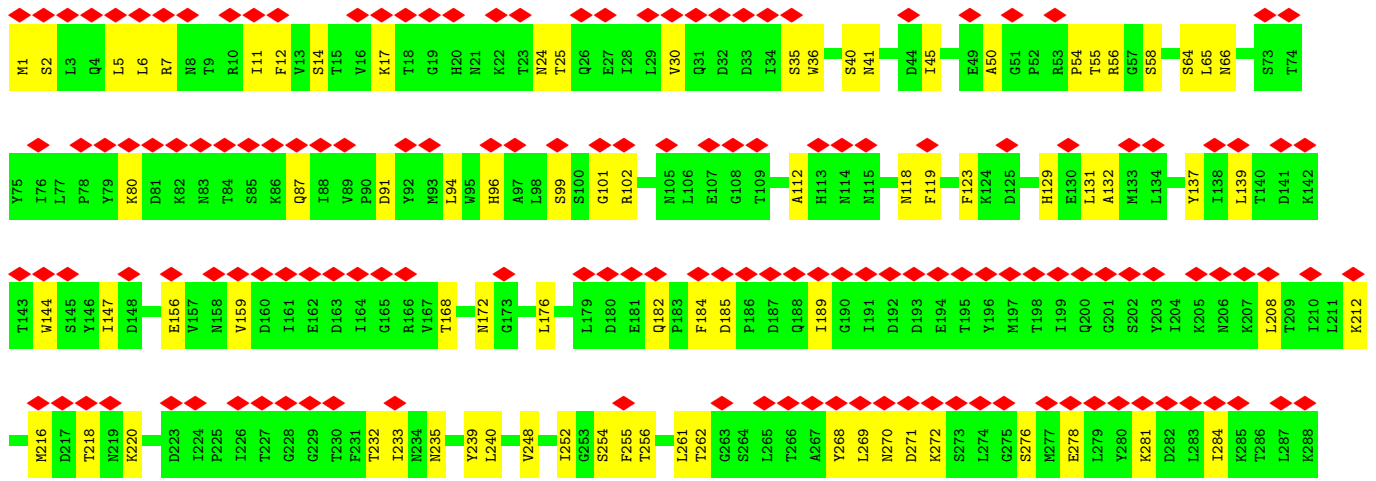 M1 S2 L3 Q4 L5 L6 R7 N8 T9 R10 I11 F12 V13 S14 T15 V16 K17 T18 G19 H20 N21 K22 T23 N24 T25 Q26 E27 I28 L29 V30 Q31 D32 D33 I34 S35 W36 S40 N41 D44 I45 E49 A50 G51 P52 R53 P54 T55 R56 G57 S58 S64 L65 N66 S73 T74
Y75 I76 L77 P78 Y79 K80 D81 K82 N83 T84 S85 K86 Q87 I88 V89 P90 D91 Y92 M93 L94 W95 H96 A97 L98 S99 S100 G101 R102 N105 L106 E107 G108 T109 A112 H113 N114 N115 N118 F119 F123 K124 D125 H129 E130 L131 A132 M133 L134 Y137 I138 L139 T140 D141 K142
T143 W144 S145 Y146 I147 D148 E156 V157 N158 V159 D160 I161 E162 D163 I164 G165 R166 V167 T168 N172 G173 L176 L179 D180 E181 Q182 P183 F184 D185 P186 D187 Q188 I189 G190 I191 D192 D193 E194 T195 Y196 M197 T198 I199 Q200 G201 S202 Y203 I204 K205 N206 K207 L208 T209 I210 L211 K212
M216 D217 T218 N219 K220 D223 I224 P225 I226 T227 G228 G229 T230 F231 T232 I233 N234 N235 Y239 L240 V248 I252 G253 S254 F255 T256 L261 T262 G263 S264 L265 T266 A267 Y268 L269 N270 D271 K272 S273 L274 G275 S276 M277 E278 L279 Y280 K281 D282 L283 I284 K285 T286 L287 K288